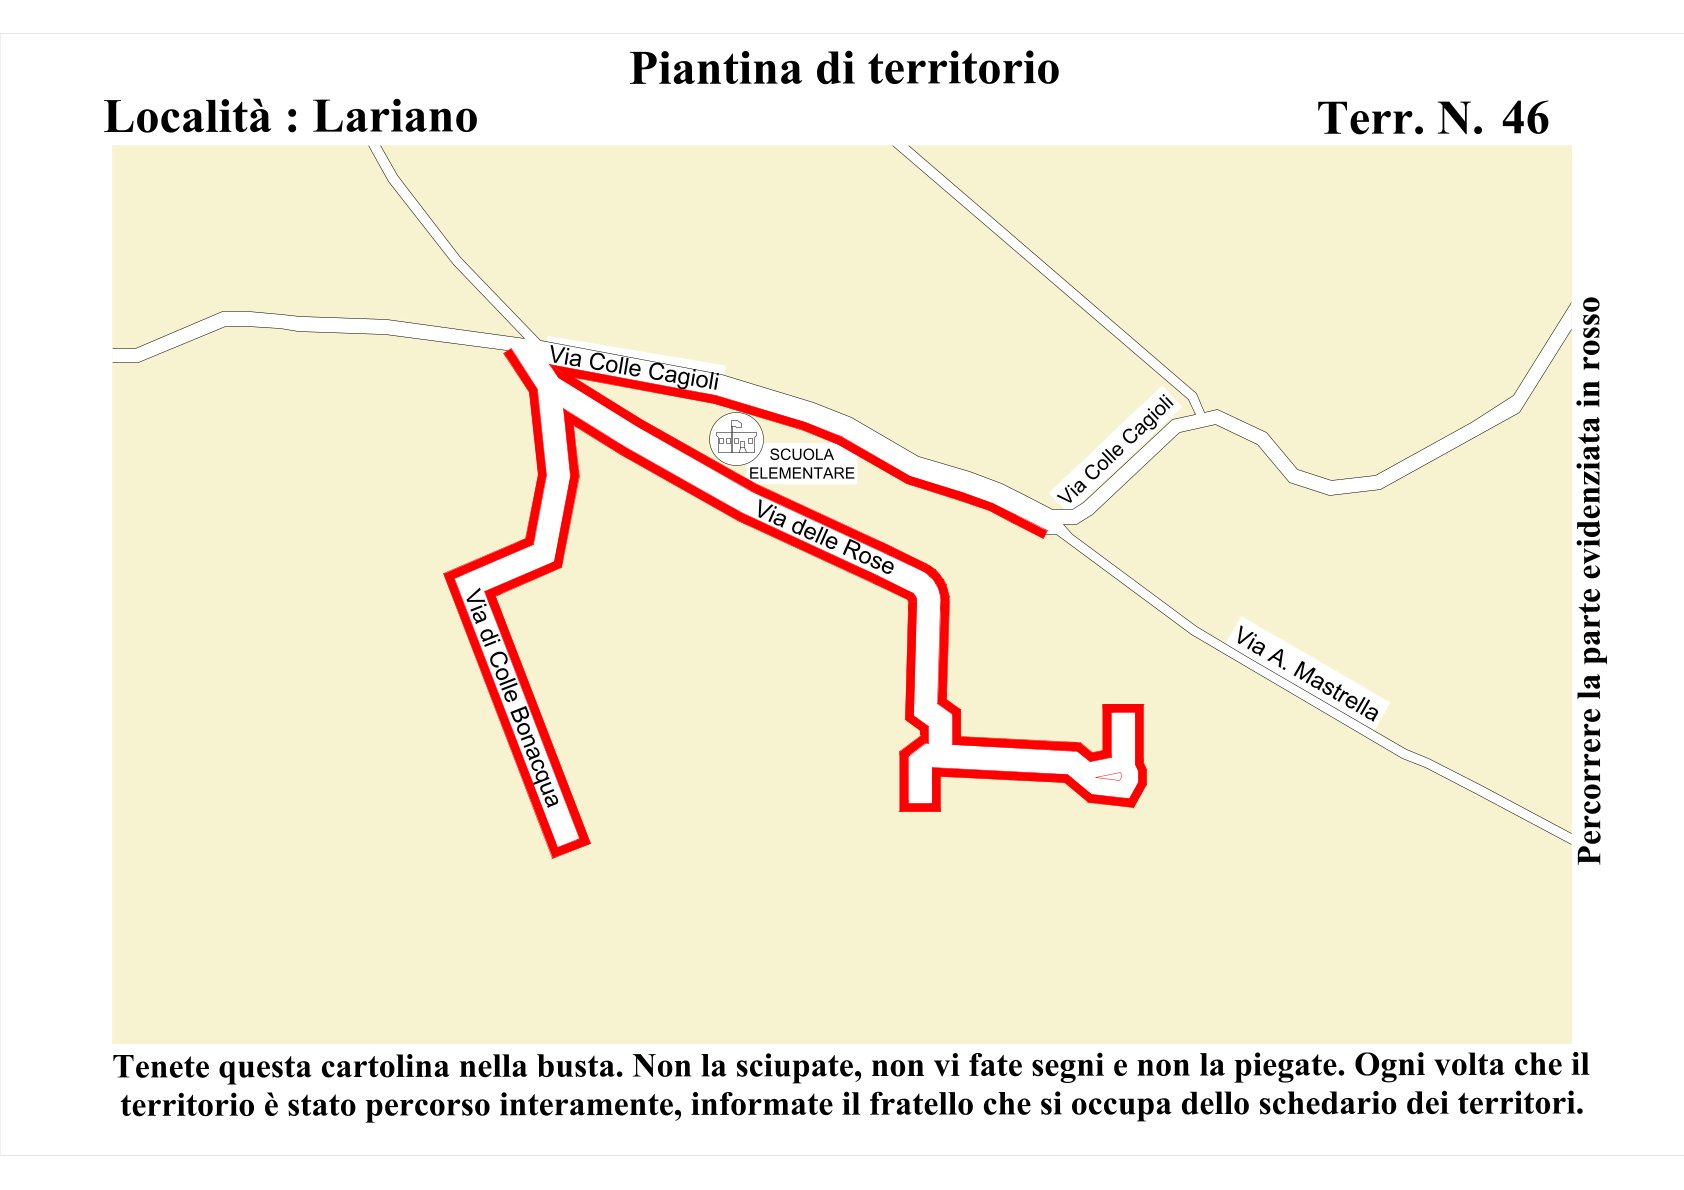 Piantina di territorio
Località : Lariano
Terr. N. 46
Via Colle Cagioli
Via Colle Cagioli
SCUOLA
ELEMENTARE
Via delle Rose
Via di Colle Bonacqua
Via A. Mastrella
Percorrere la parte evidenziata in rosso
Tenete questa cartolina nella busta. Non la sciupate, non vi fate segni e non la piegate. Ogni volta che il
territorio è stato percorso interamente, informate il fratello che si occupa dello schedario dei territori.